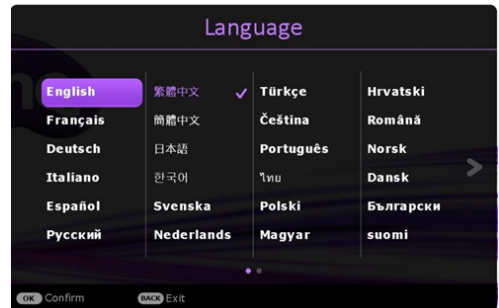 Language
English
Français
Deutsch
Italiano
Español
Русский
繁體中文
簡體中文
日本語
한국어
Svenska
Nederlands
Türkçe
Čeština
Português
ไทย
Polski
Magyar
Hrvatski
Română
Norsk
Dansk
Български
suomi
OK Confirm
BACK Exit